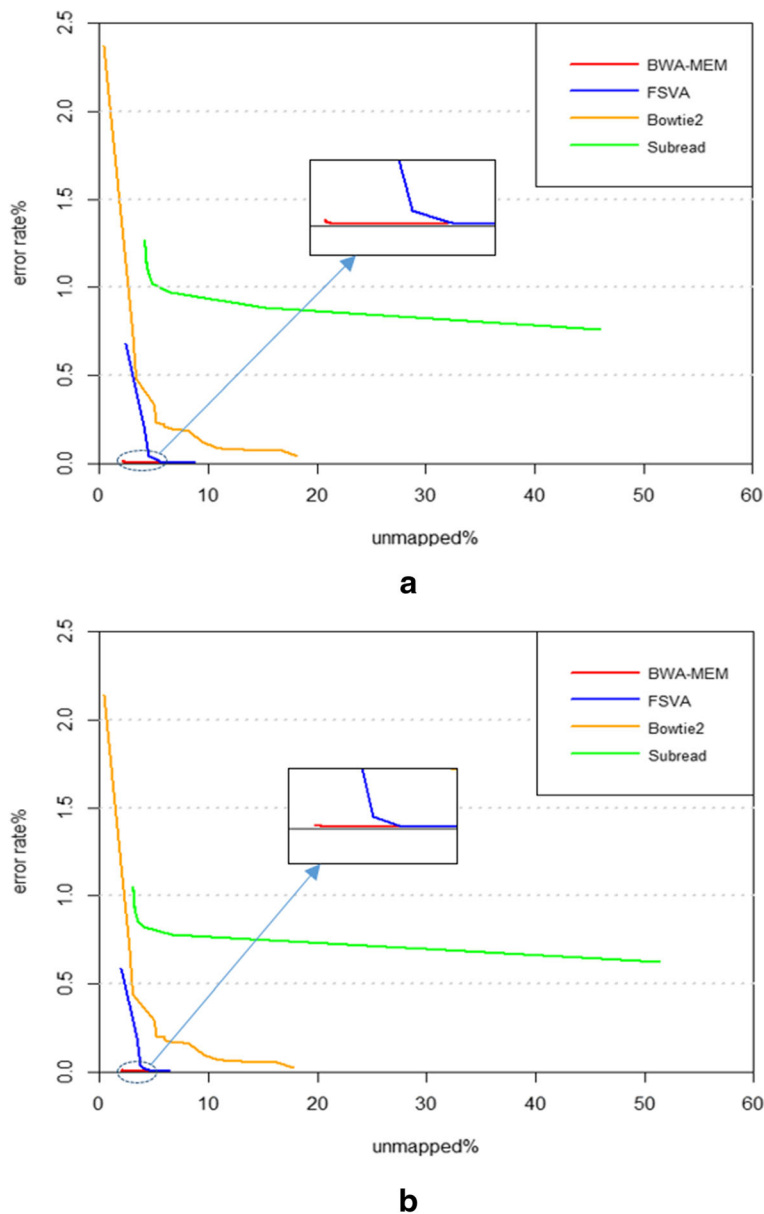 2.5
2.0
1.5
1.0
0.5
0.0
error rate%
BWA-MEM
FSVA
Bowtie2
Subread
0 10 20 30 40 50 60
unmapped%
a
2.5
2.0
1.5
1.0
0.5
0.0
error rate%
BWA-MEM
FSVA
Bowtie2
Subread
0 10 20 30 40 50 60
unmapped%
b